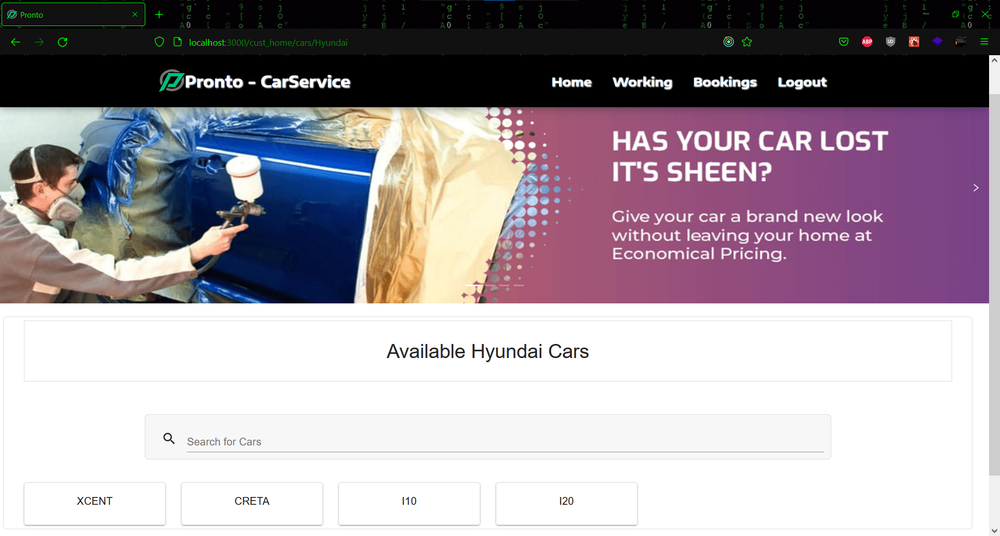 Pronto
localhost:3000/cust_home/cars/Hyundai
ABP
Pronto - CarService
Home
Working
Bookings
Logout
HAS YOUR CAR LOST
IT'S SHEEN?
Give your car a brand new look
without leaving your home at
Economical Pricing.
Available Hyundai Cars
Search for Cars
XCENT
CRETA
I10
I20